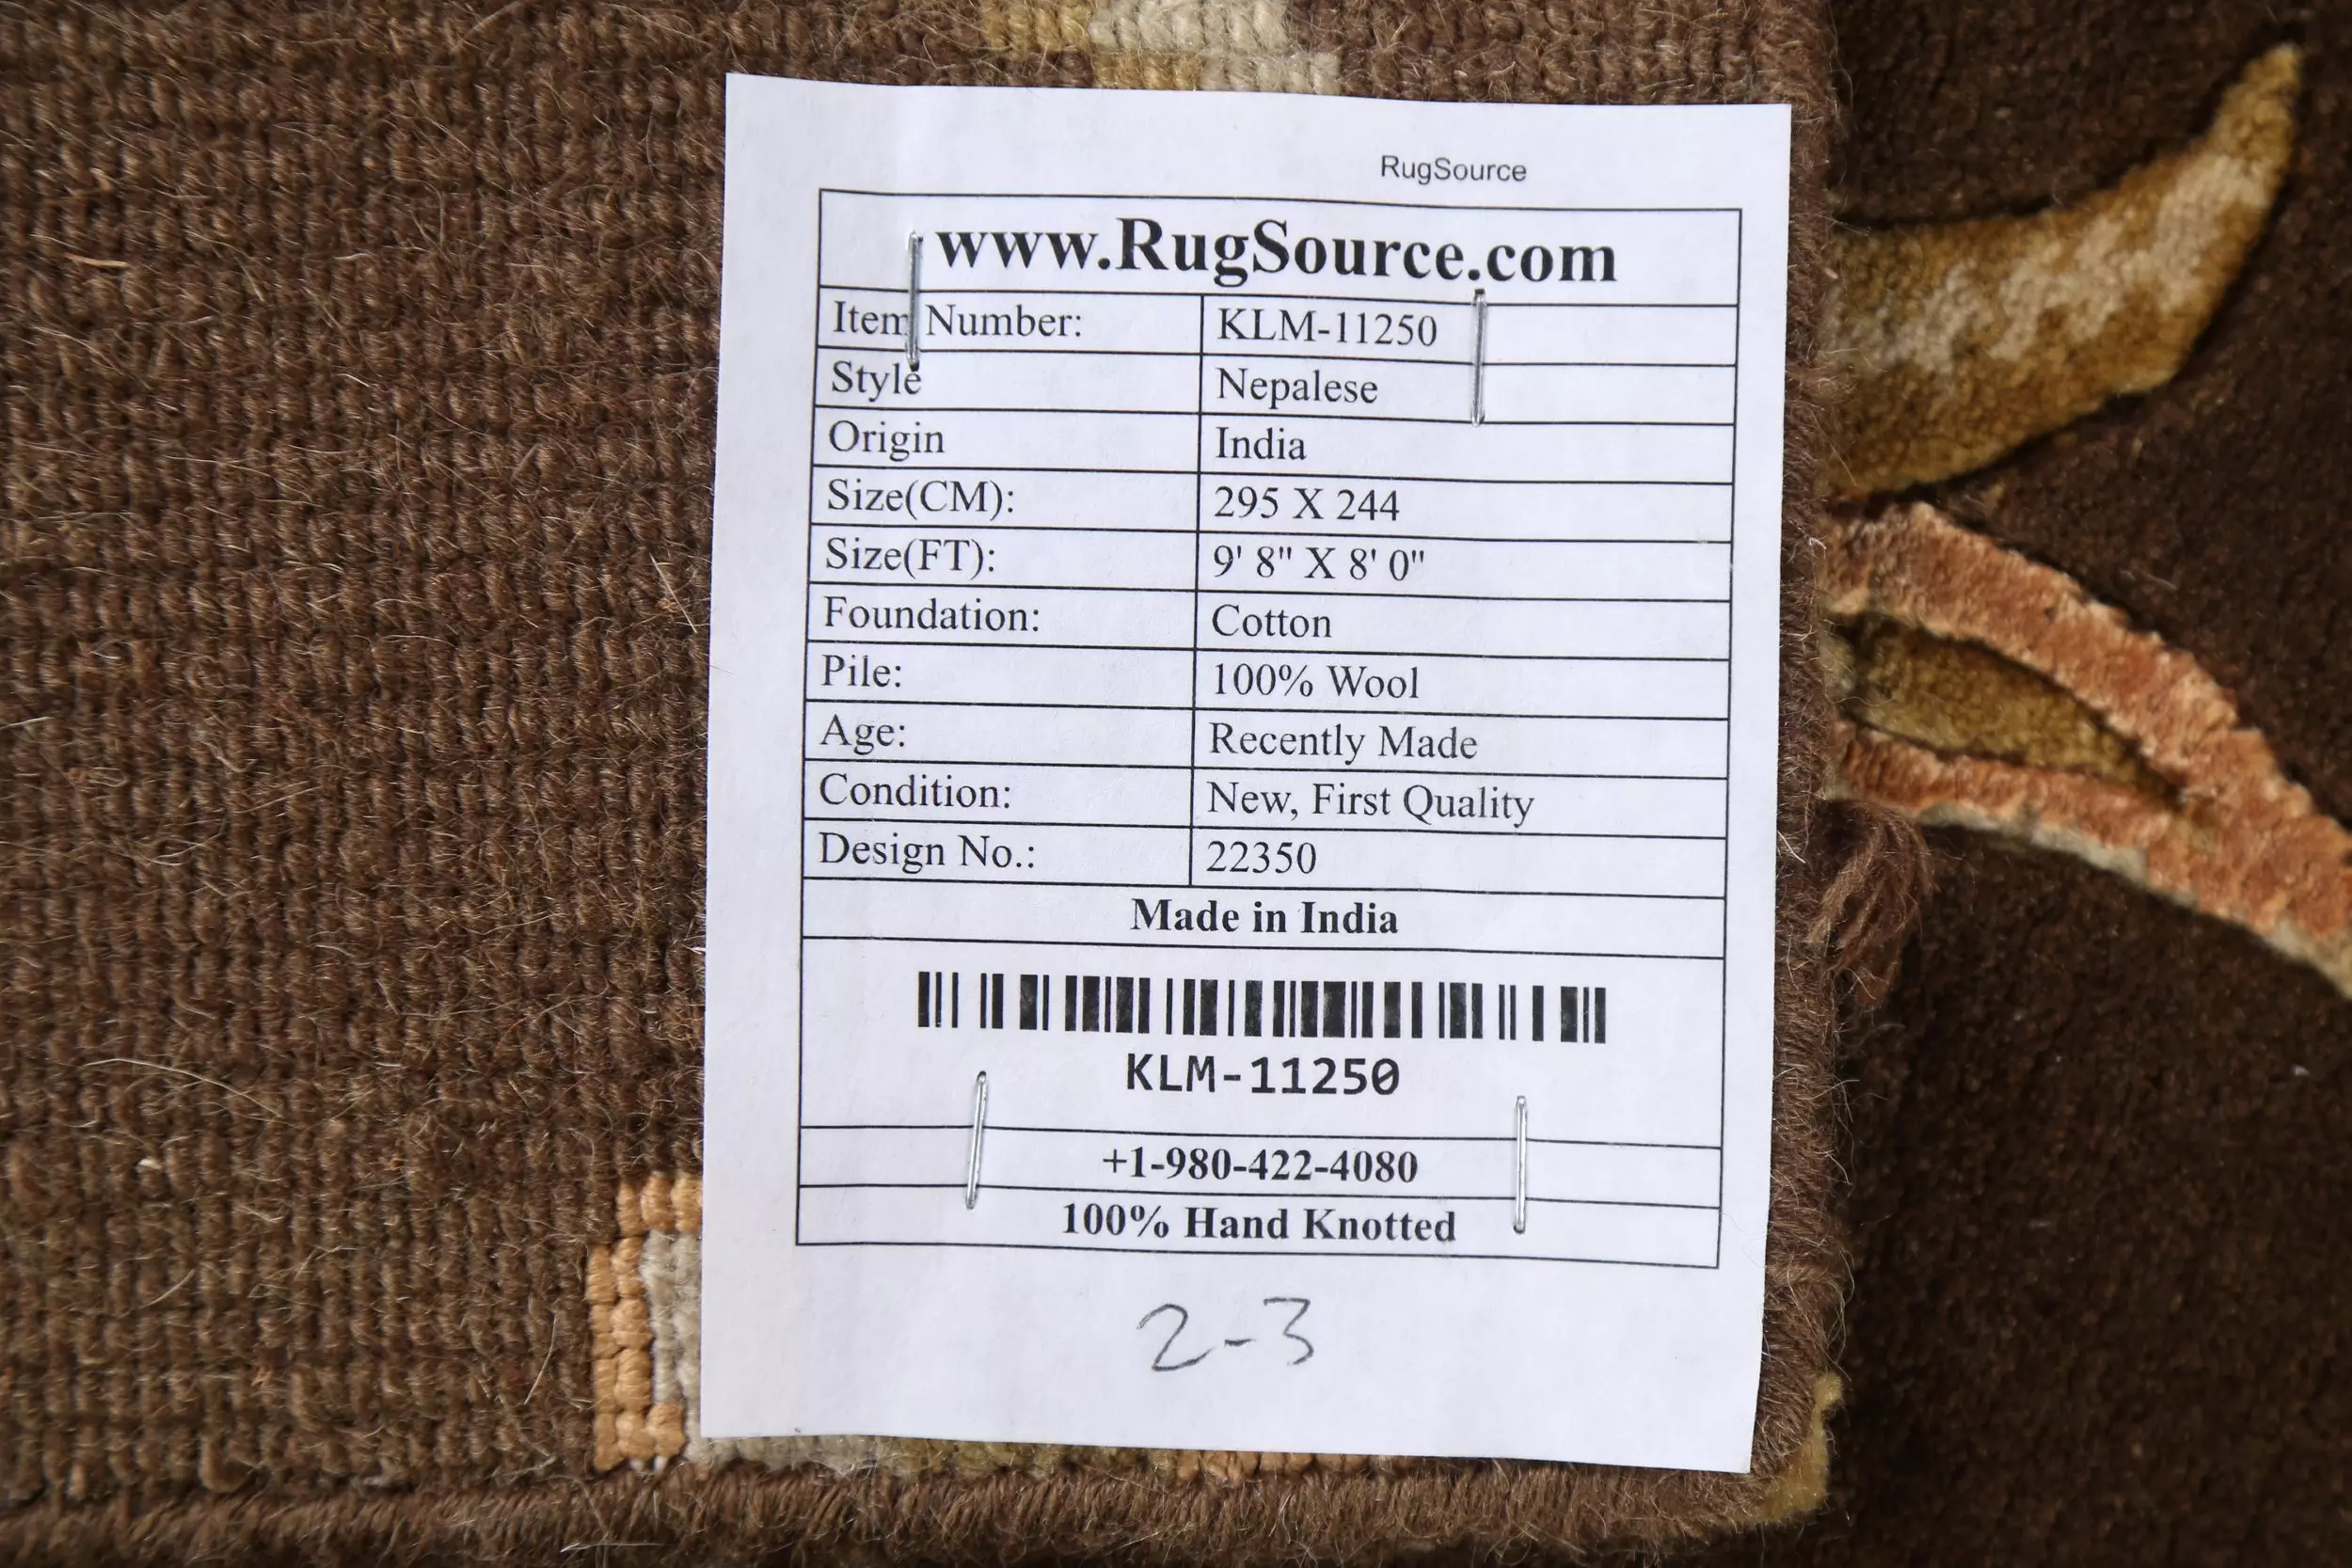 RugSource
www.RugSource.com
Item Number: KLM-11250
Style Nepalese
Origin India
Size(CM): 295 X 244
Size(FT): 9' 8" X 8' 0"
Foundation: Cotton
Pile: 100% Wool
Age: Recently Made
Condition: New, First Quality
Design No.: 22350
Made in India
KLM-11250
+1-980-422-4080
100% Hand Knotted
2-3